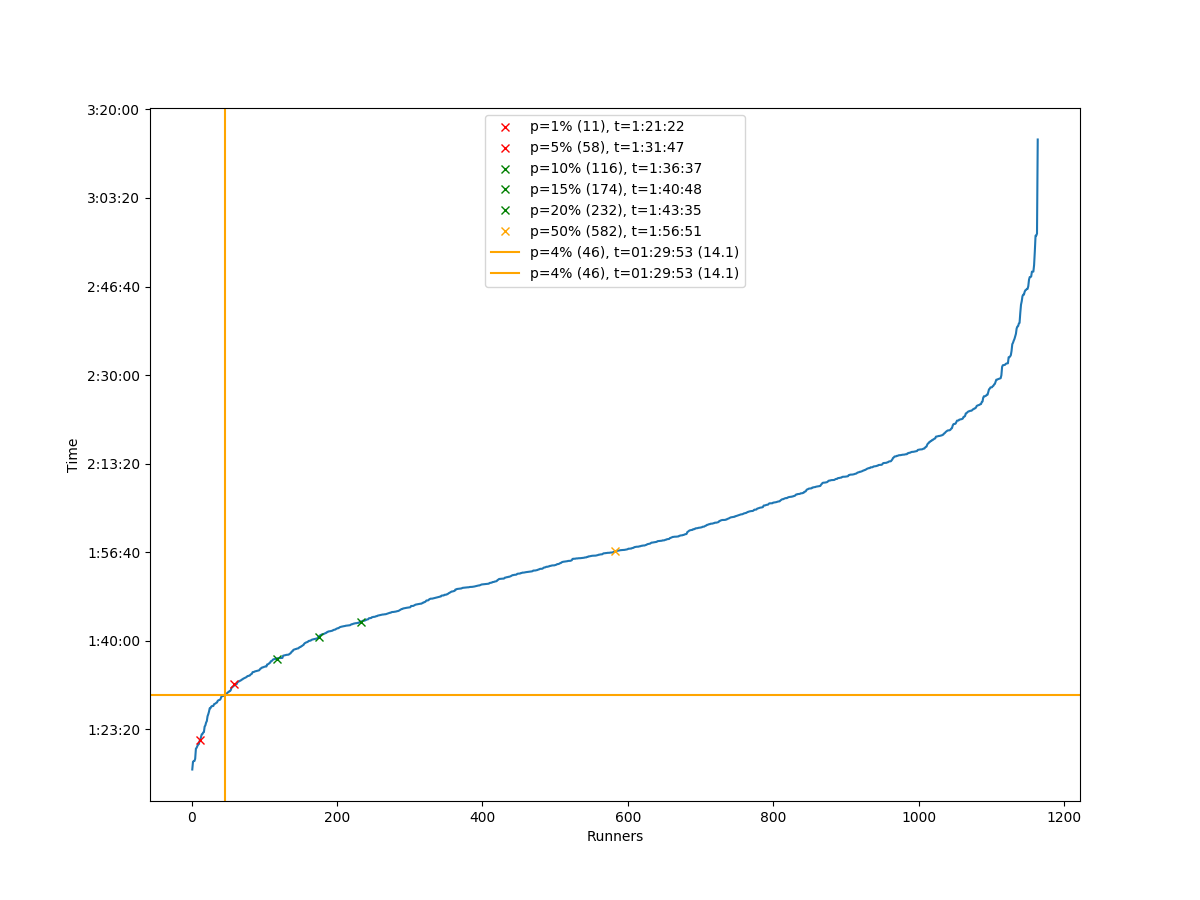 3:20:00
3:03:20
2:46:40
2:30:00
2:13:20
1:56:40
1:40:00
1:23:20
Time
p=1% (11), t=1:21:22
p=5% (58), t=1:31:47
p=10% (116), t=1:36:37
p=15% (174), t=1:40:48
p=20% (232), t=1:43:35
p=50% (582), t=1:56:51
p=4% (46), t=01:29:53 (14.1)
p=4% (46), t=01:29:53 (14.1)
0 200 400 600 800 1000 1200
Runners